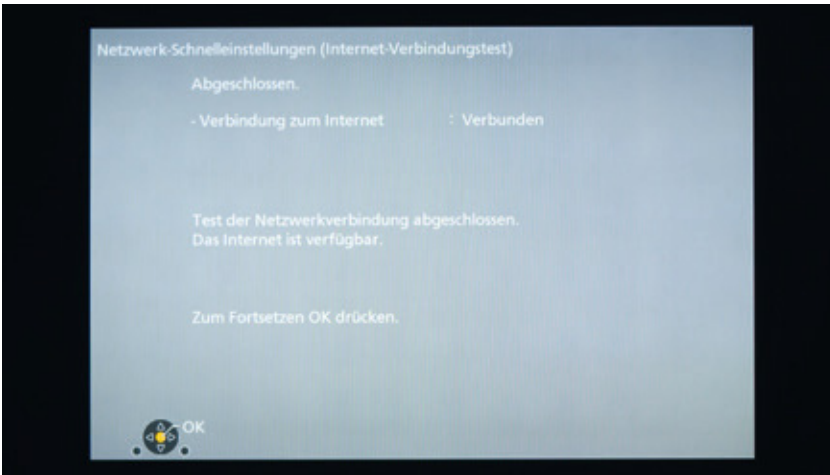 Netzwerk-Schnelleinstellungen (Internet-Verbindungstest)
Abgeschlossen.
- Verbindung zum Internet : Verbunden
Test der Netzwerkverbindung abgeschlossen.
Das Internet ist verfügbar.
Zum Fortsetzen OK drücken.
OK